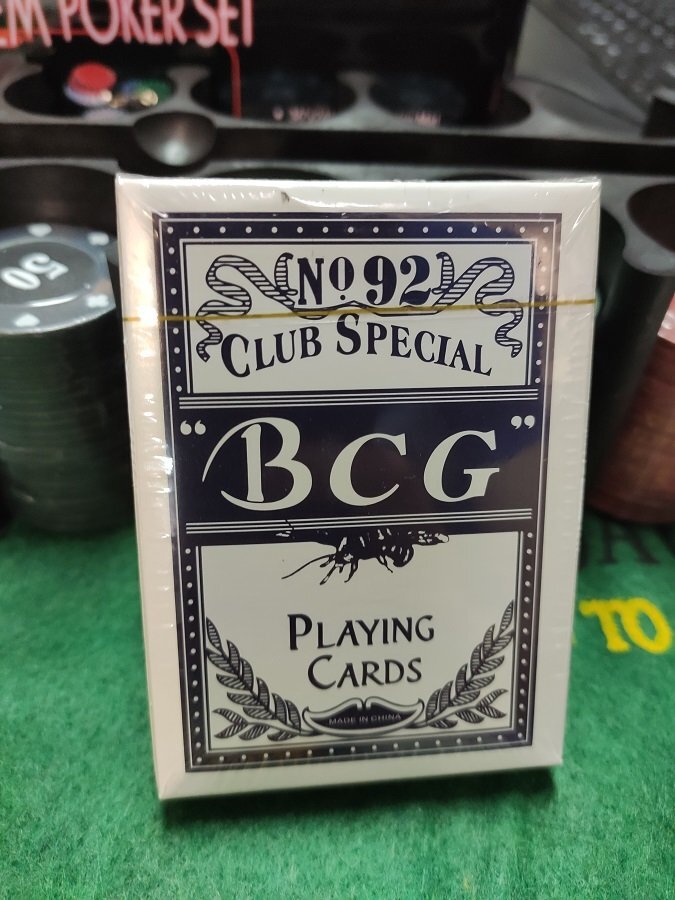 EM POKER SET
50
No 92
CLUB SPECIAL
"BCG"
PLAYING
CARDS
MADE IN CHINA
TO